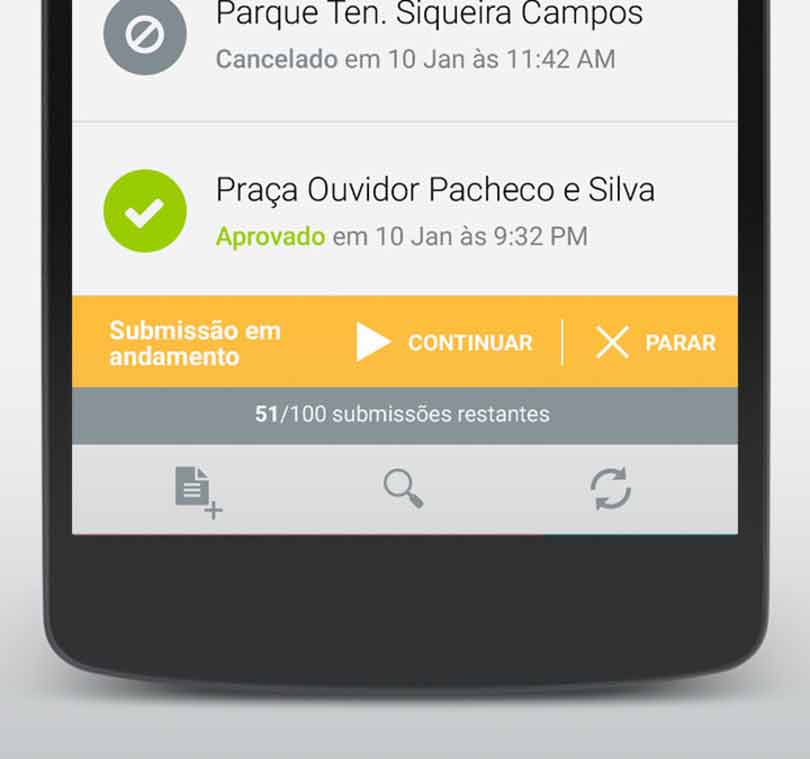 Parque Ten. Siqueira Campos
Cancelado em 10 Jan às 11:42 AM
Praça Ouvidor Pacheco e Silva
Aprovado em 10 Jan às 9:32 PM
Submissão em
andamento
CONTINUAR
PARAR
51/100 submissões restantes